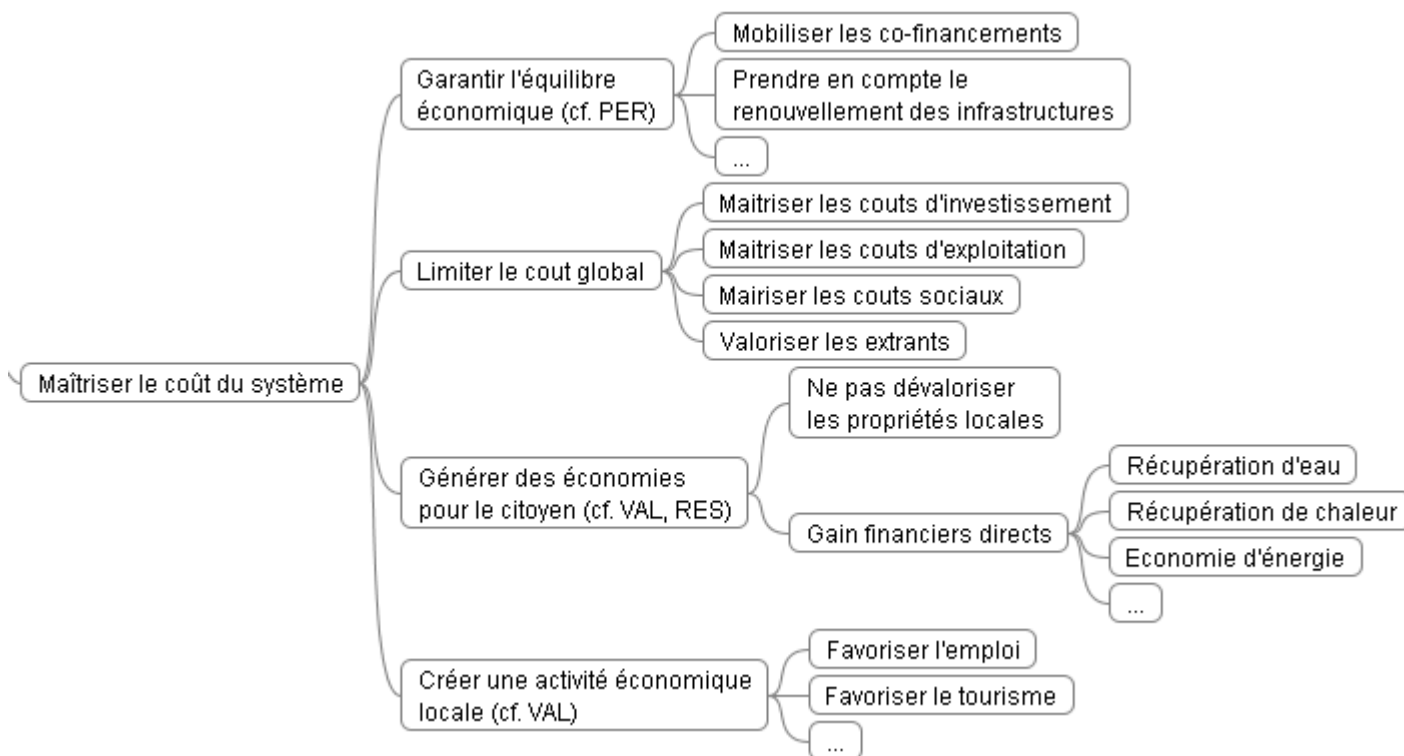 Mobiliser les co-financements
Garantir l'équilibre
économique (cf. PER)
Prendre en compte le
renouvellement des infrastructures
...
Maitriser les couts d'investissement
Limiter le cout global
Maitriser les couts d'exploitation
Mairiser les couts sociaux
Valoriser les extrants
Maîtriser le coût du système
Ne pas dévaloriser
les propriétés locales
Générer des économies
pour le citoyen (cf. VAL, RES)
Gain financiers directs
Récupération d'eau
Récupération de chaleur
Economie d'énergie
...
Créer une activité économique
locale (cf. VAL)
Favoriser l'emploi
Favoriser le tourisme
...